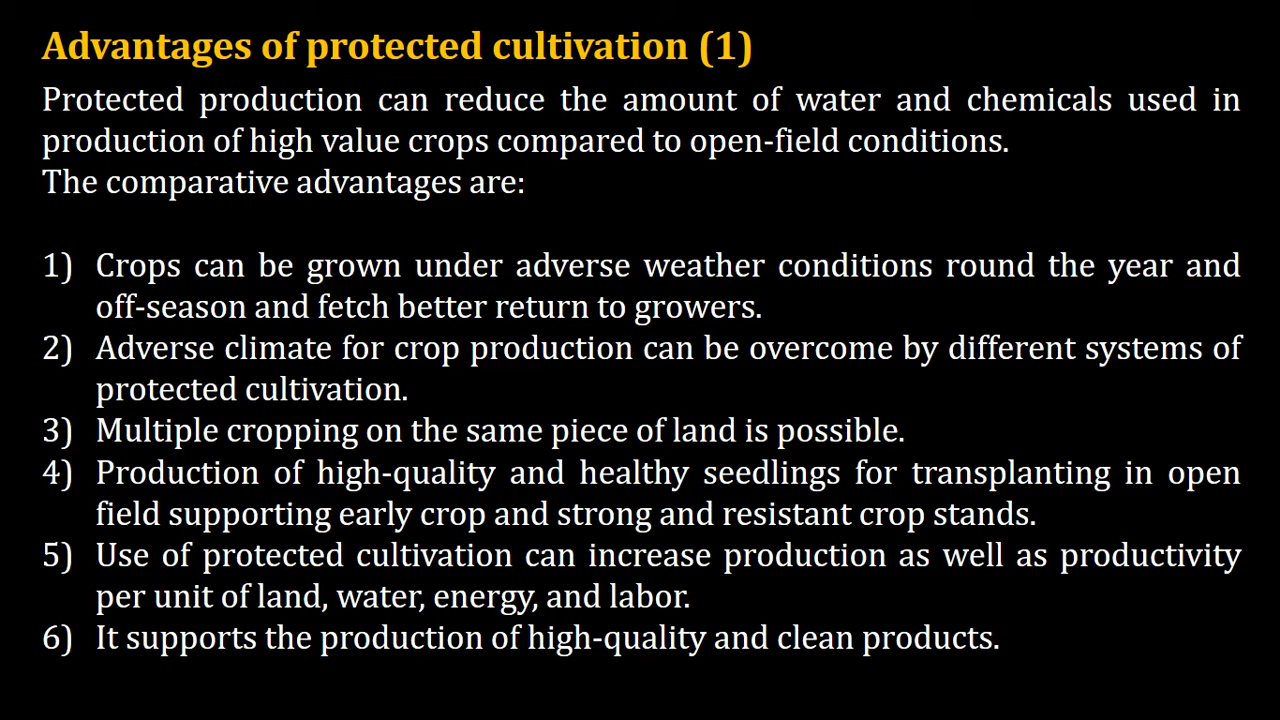 Advantages of protected cultivation (1)
Protected production can reduce the amount of water and chemicals used in
production of high value crops compared to open-field conditions.
The comparative advantages are:
1) Crops can be grown under adverse weather conditions round the year and
off-season and fetch better return to growers.
2) Adverse climate for crop production can be overcome by different systems of
protected cultivation.
3) Multiple cropping on the same piece of land is possible.
4) Production of high-quality and healthy seedlings for transplanting in open
field supporting early crop and strong and resistant crop stands.
5) Use of protected cultivation can increase production as well as productivity
per unit of land, water, energy, and labor.
6) It supports the production of high-quality and clean products.